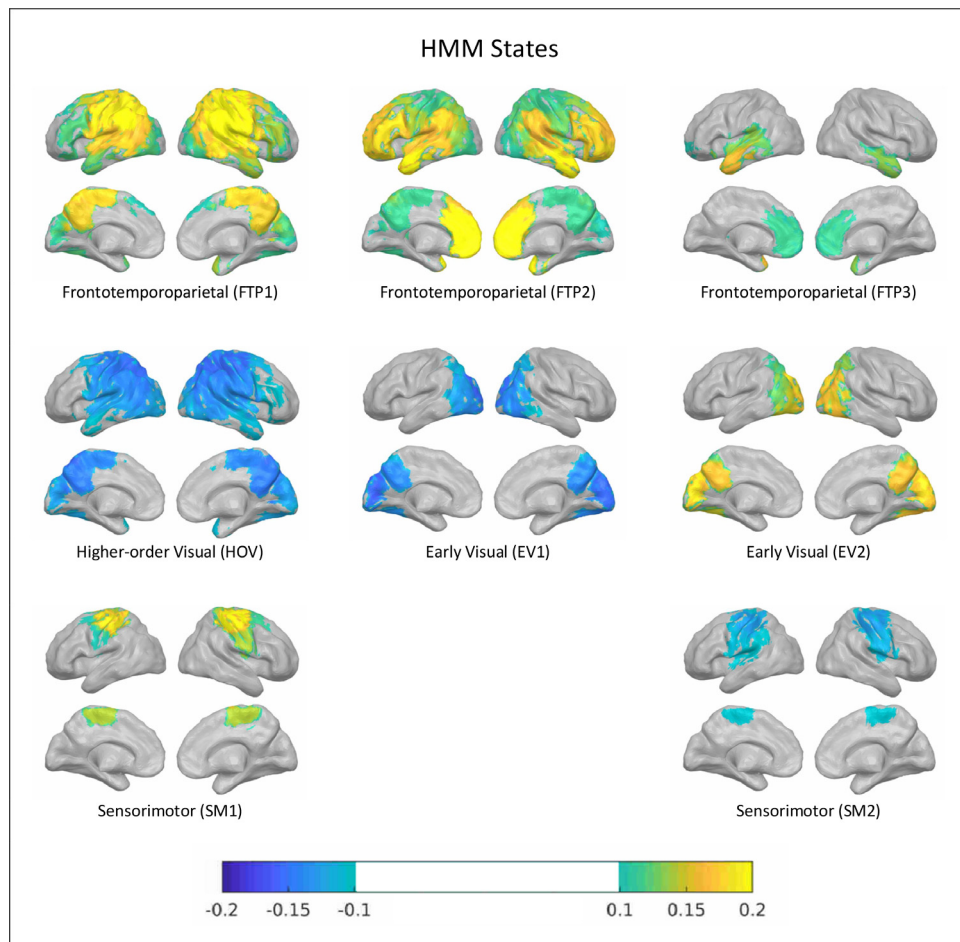 HMM States
Frontotemporoparietal (FTP1)
Frontotemporoparietal (FTP2)
Frontotemporoparietal (FTP3)
Higher-order Visual (HOV)
Early Visual (EV1)
Early Visual (EV2)
Sensorimotor (SM1)
Sensorimotor (SM2)
-0.2 -0.15 -0.1 0.1 0.15 0.2